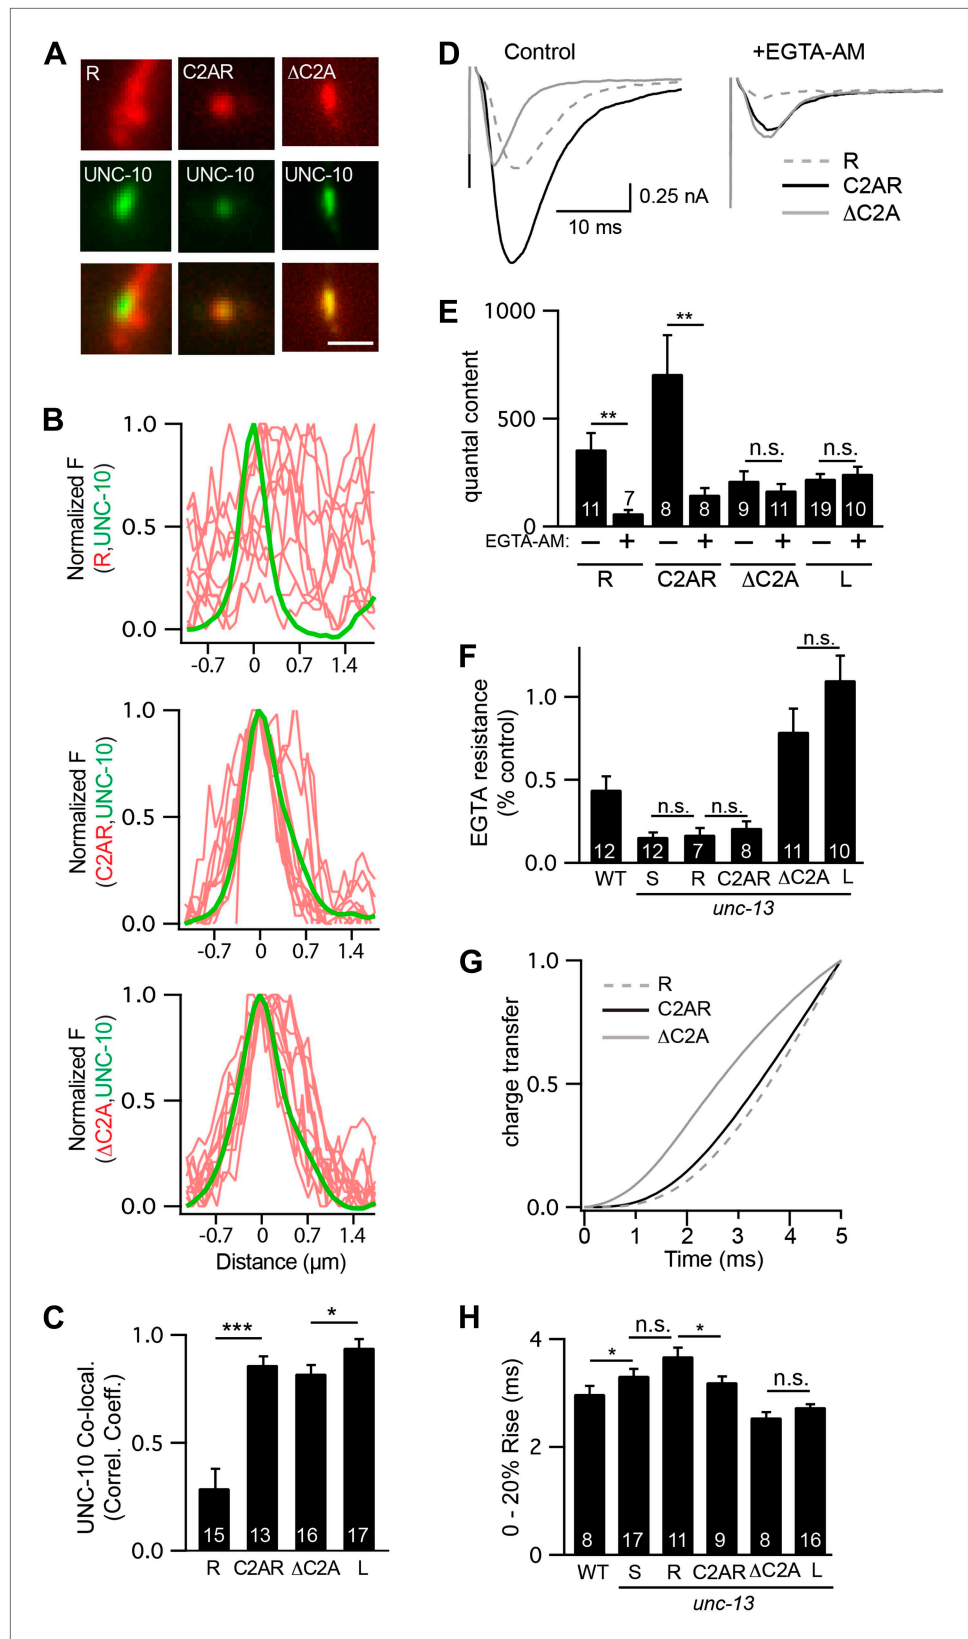 A
R
C2AR
ΔC2A
UNC-10
UNC-10
UNC-10
B
Normalized F
(R,UNC-10)
1.0
0.5
0.0
-0.7
0
0.7
1.4
Normalized F
(C2AR,UNC-10)
1.0
0.5
0.0
-0.7
0
0.7
1.4
Normalized F
(ΔC2A,UNC-10)
1.0
0.5
0.0
-0.7
0
0.7
1.4
Distance (µm)
C
UNC-10 Co-local.
(Correl. Coeff.)
1.0
0.5
0.0
***
*
15
13
16
17
R
C2AR
ΔC2A
L
D
Control
+EGTA-AM
0.25 nA
10 ms
R
C2AR
ΔC2A
E
quantal content
1000
500
0
**
**
n.s.
n.s.
11
7
8
8
9
11
19
10
EGTA-AM: – + – + – + – +
R
C2AR
ΔC2A
L
F
EGTA resistance
(% control)
1.0
0.5
0.0
n.s.
n.s.
n.s.
12
12
7
8
11
10
WT
S
R
C2AR
ΔC2A
L
unc-13
G
charge transfer
1.0
0.5
0.0
R
C2AR
ΔC2A
0
1
2
3
4
5
Time (ms)
H
0 - 20% Rise (ms)
4
2
0
*
n.s.
*
n.s.
8
17
11
9
8
16
WT
S
R
C2AR
ΔC2A
L
unc-13